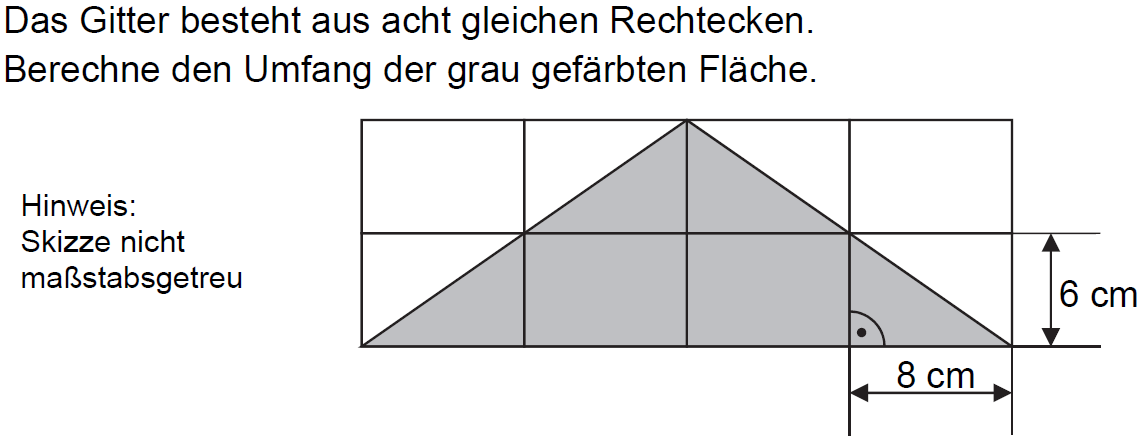 Das Gitter besteht aus acht gleichen Rechtecken.
Berechne den Umfang der grau gefärbten Fläche.
Hinweis:
Skizze nicht
maßstabsgetreu
6 cm
8 cm